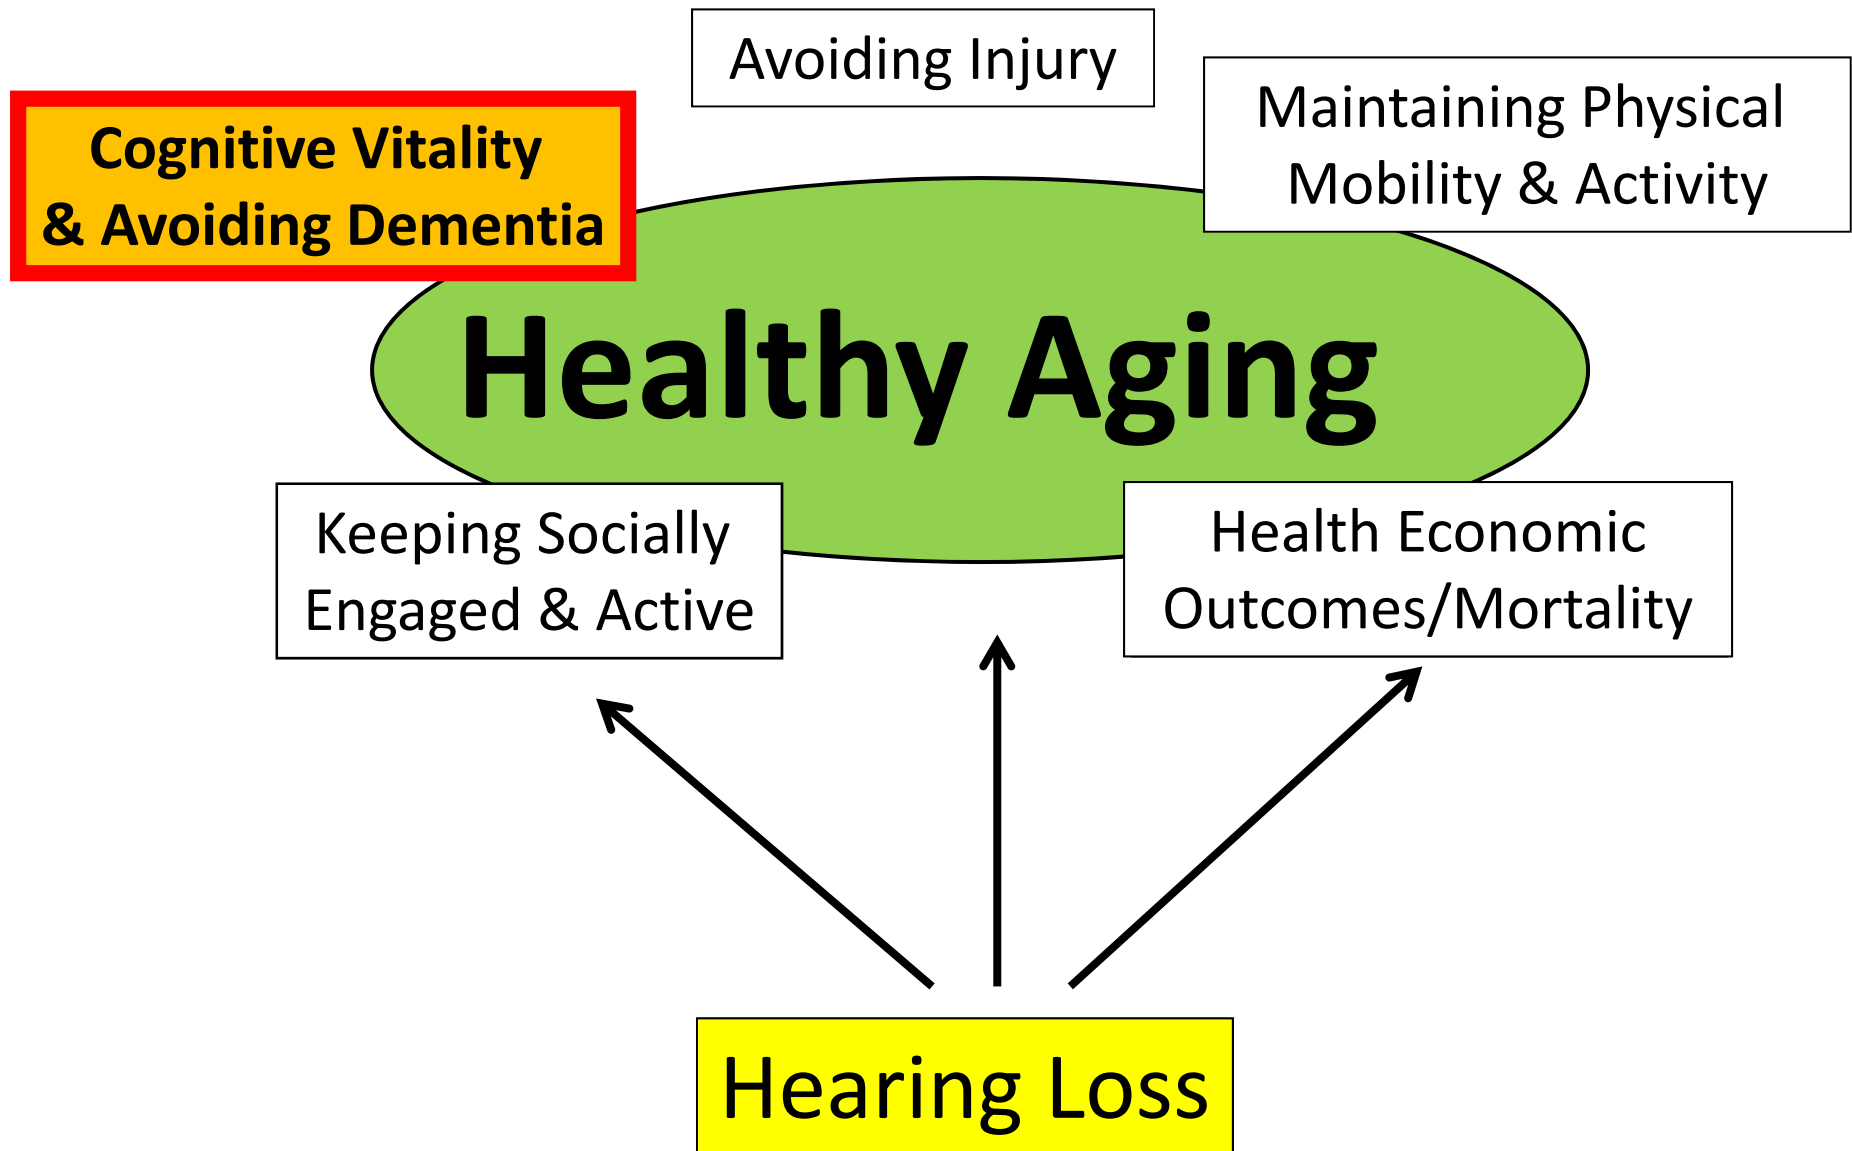 Avoiding Injury
Maintaining Physical
Mobility & Activity
Cognitive Vitality
& Avoiding Dementia
Healthy Aging
Keeping Socially
Engaged & Active
Health Economic
Outcomes/Mortality
Hearing Loss